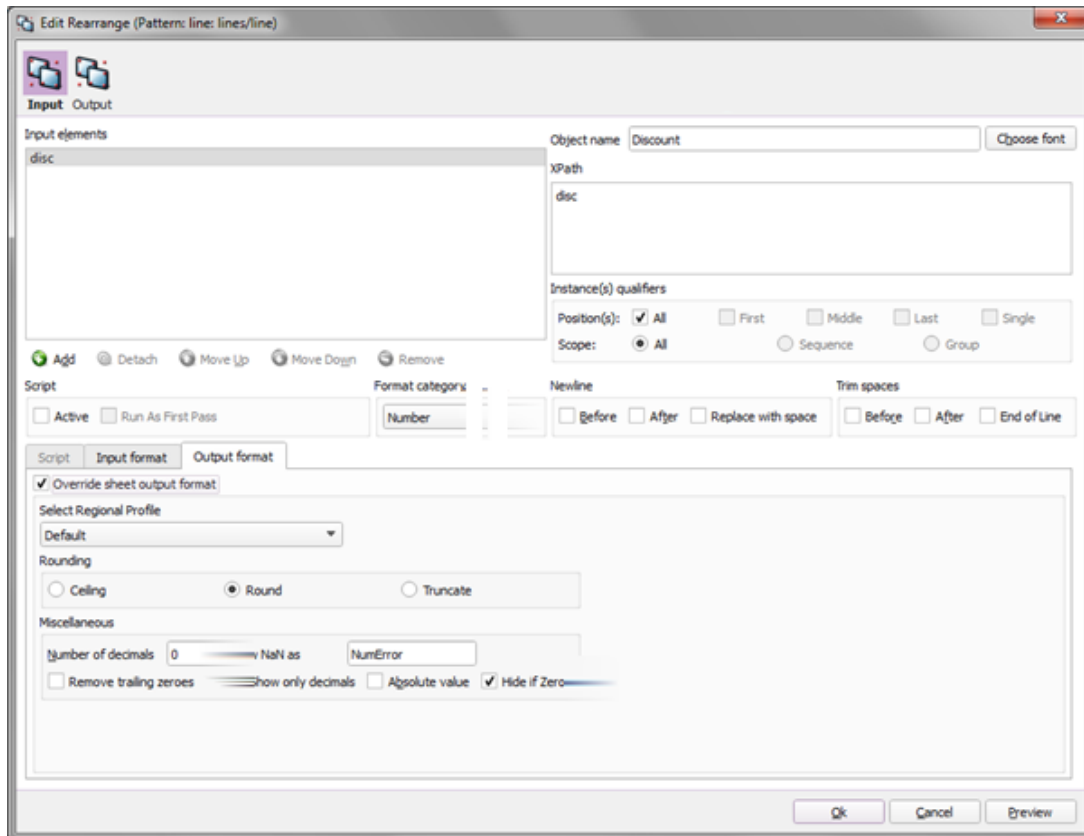 Edit Rearrange (Pattern: line: lines/line)
Input Output
Input elements
disc
Object name Discount Choose font
XPath
disc
Instance(s) qualifiers
Position(s): All First Middle Last Single
Scope: All Sequence Group
Add Detach Move Up Move Down Remove
Script
Active Run As First Pass
Format category
Number
Newline
Before After Replace with space
Trim spaces
Before After End of Line
Script Input format Output format
Override sheet output format
Select Regional Profile
Default
Rounding
Ceiling Round Truncate
Miscellaneous
Number of decimals 0 NaN as NumError
Remove trailing zeroes Show only decimals Absolute value Hide if Zero
Ok Cancel Preview